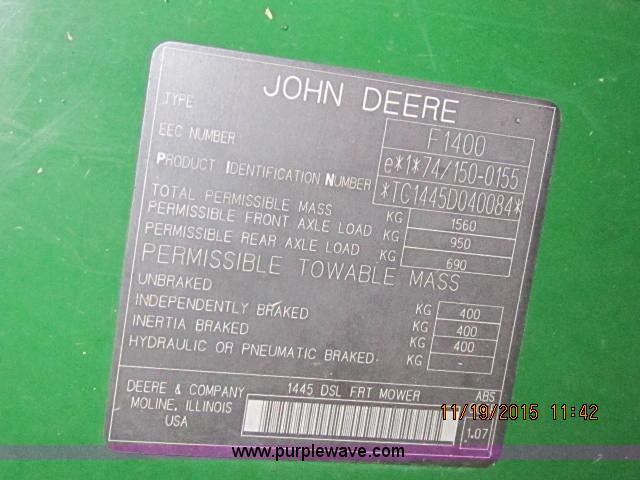 JOHN DEERE
TYPE F1400
EEC NUMBER e*1*74/150-0155
PRODUCT IDENTIFICATION NUMBER *TC1445D040084*
TOTAL PERMISSIBLE MASS KG 1560
PERMISSIBLE FRONT AXLE LOAD KG 950
PERMISSIBLE REAR AXLE LOAD KG 690
PERMISSIBLE TOWABLE MASS
UNBRAKED KG 400
INDEPENDENTLY BRAKED KG 400
INERTIA BRAKED KG 400
HYDRAULIC OR PNEUMATIC BRAKED. KG -
DEERE & COMPANY 1445 DSL FRT MOWER ABS
MOLINE, ILLINOIS
USA
1.07
11/19/2015 11:42
www.purplewave.com